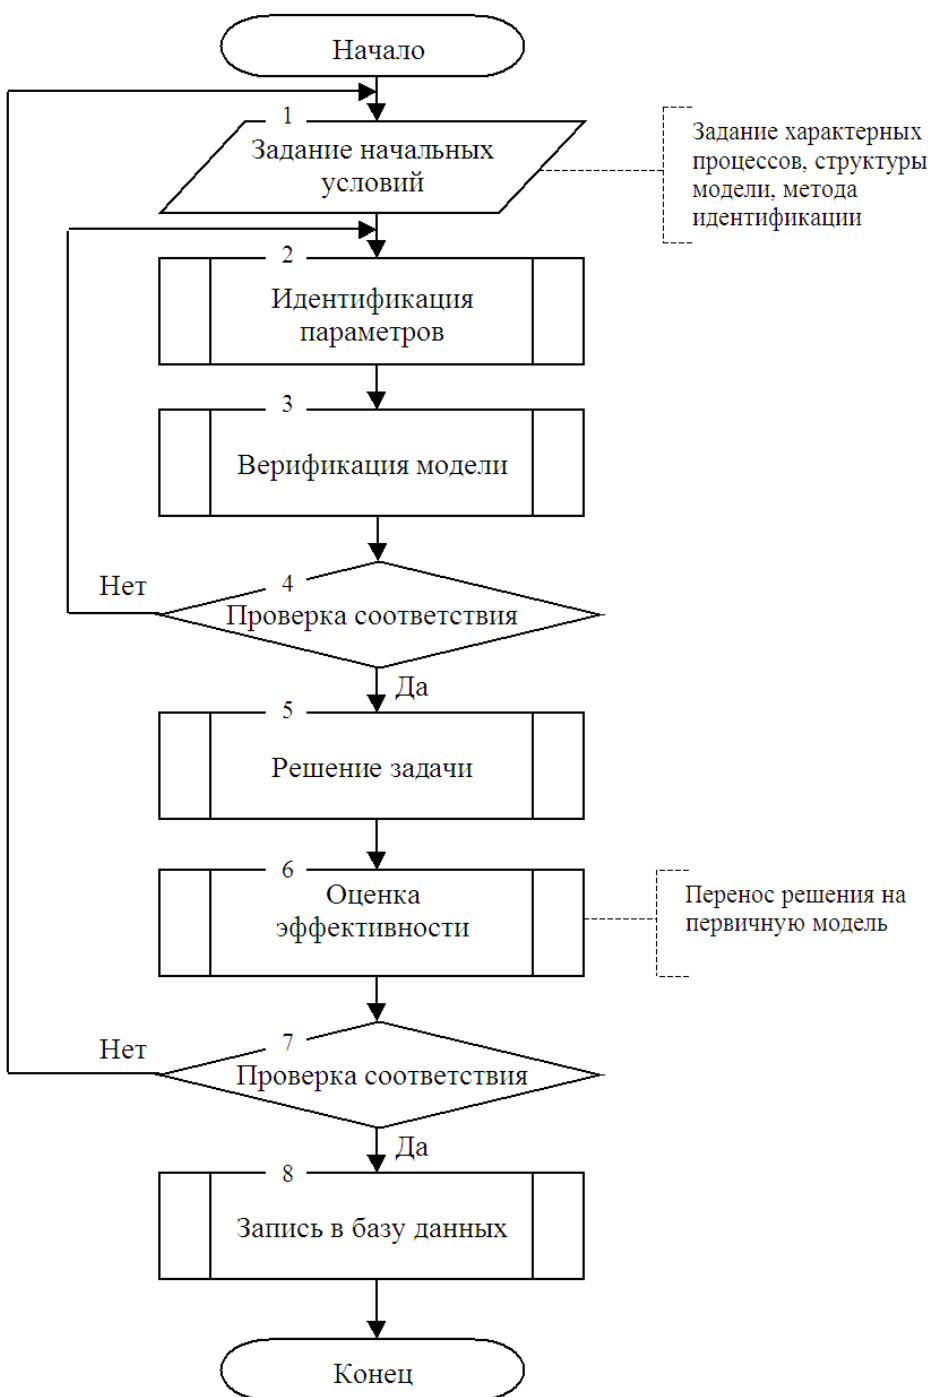 Начало
1
Задание начальных
условий
Задание характерных
процессов, структуры
модели, метода
идентификации
2
Идентификация
параметров
3
Верификация модели
4
Нет
Проверка соответствия
Да
5
Решение задачи
6
Оценка
эффективности
Перенос решения на
первичную модель
7
Нет
Проверка соответствия
Да
8
Запись в базу данных
Конец